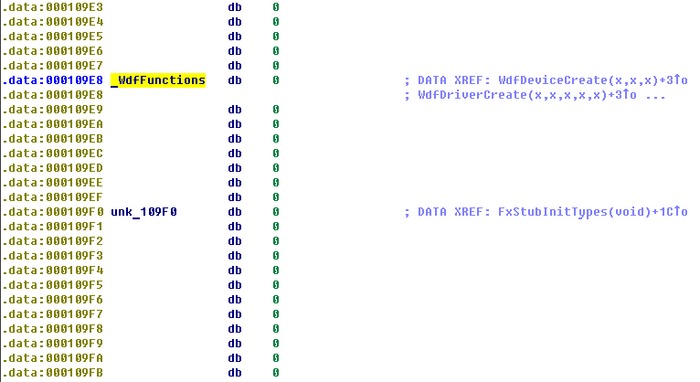 .data:000109E3 db 0
.data:000109E4 db 0
.data:000109E5 db 0
.data:000109E6 db 0
.data:000109E7 db 0
.data:000109E8 _WdfFunctions db 0 ; DATA XREF: WdfDeviceCreate(x,x,x)+3↑o
.data:000109E8 ; WdfDriverCreate(x,x,x,x,x)+3↑o ...
.data:000109E9 db 0
.data:000109EA db 0
.data:000109EB db 0
.data:000109EC db 0
.data:000109ED db 0
.data:000109EE db 0
.data:000109EF db 0
.data:000109F0 unk_109F0 db 0 ; DATA XREF: FxStubInitTypes(void)+1C↑o
.data:000109F1 db 0
.data:000109F2 db 0
.data:000109F3 db 0
.data:000109F4 db 0
.data:000109F5 db 0
.data:000109F6 db 0
.data:000109F7 db 0
.data:000109F8 db 0
.data:000109F9 db 0
.data:000109FA db 0
.data:000109FB db 0